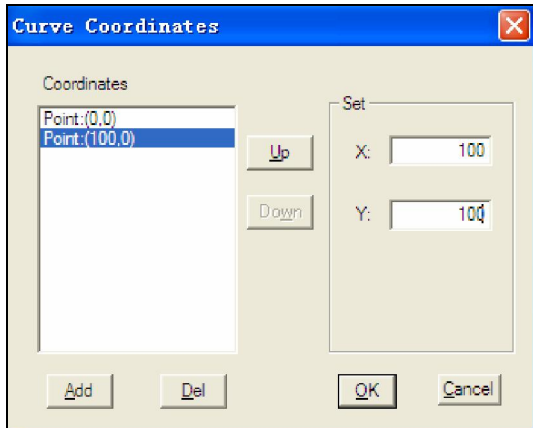 Curve Coordinates
Coordinates
Point:(0,0)
Point:(100,0)
Up
Down
Set
X: 100
Y: 100
Add
Del
OK
Cancel